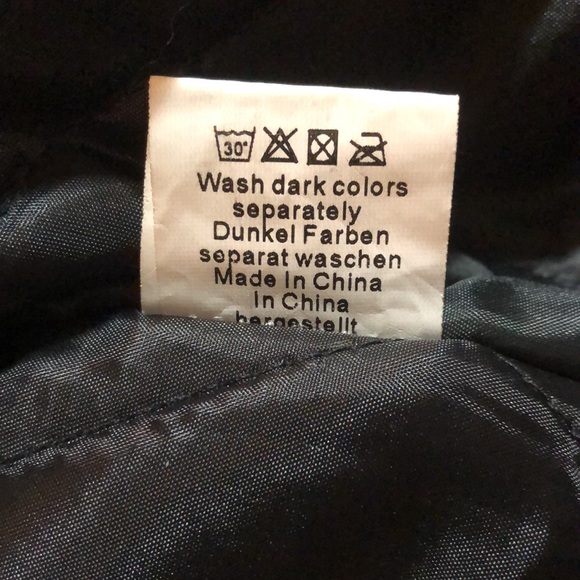 30°
Wash dark colors
separately
Dunkel Farben
separat waschen
Made In China
In China
hergestellt